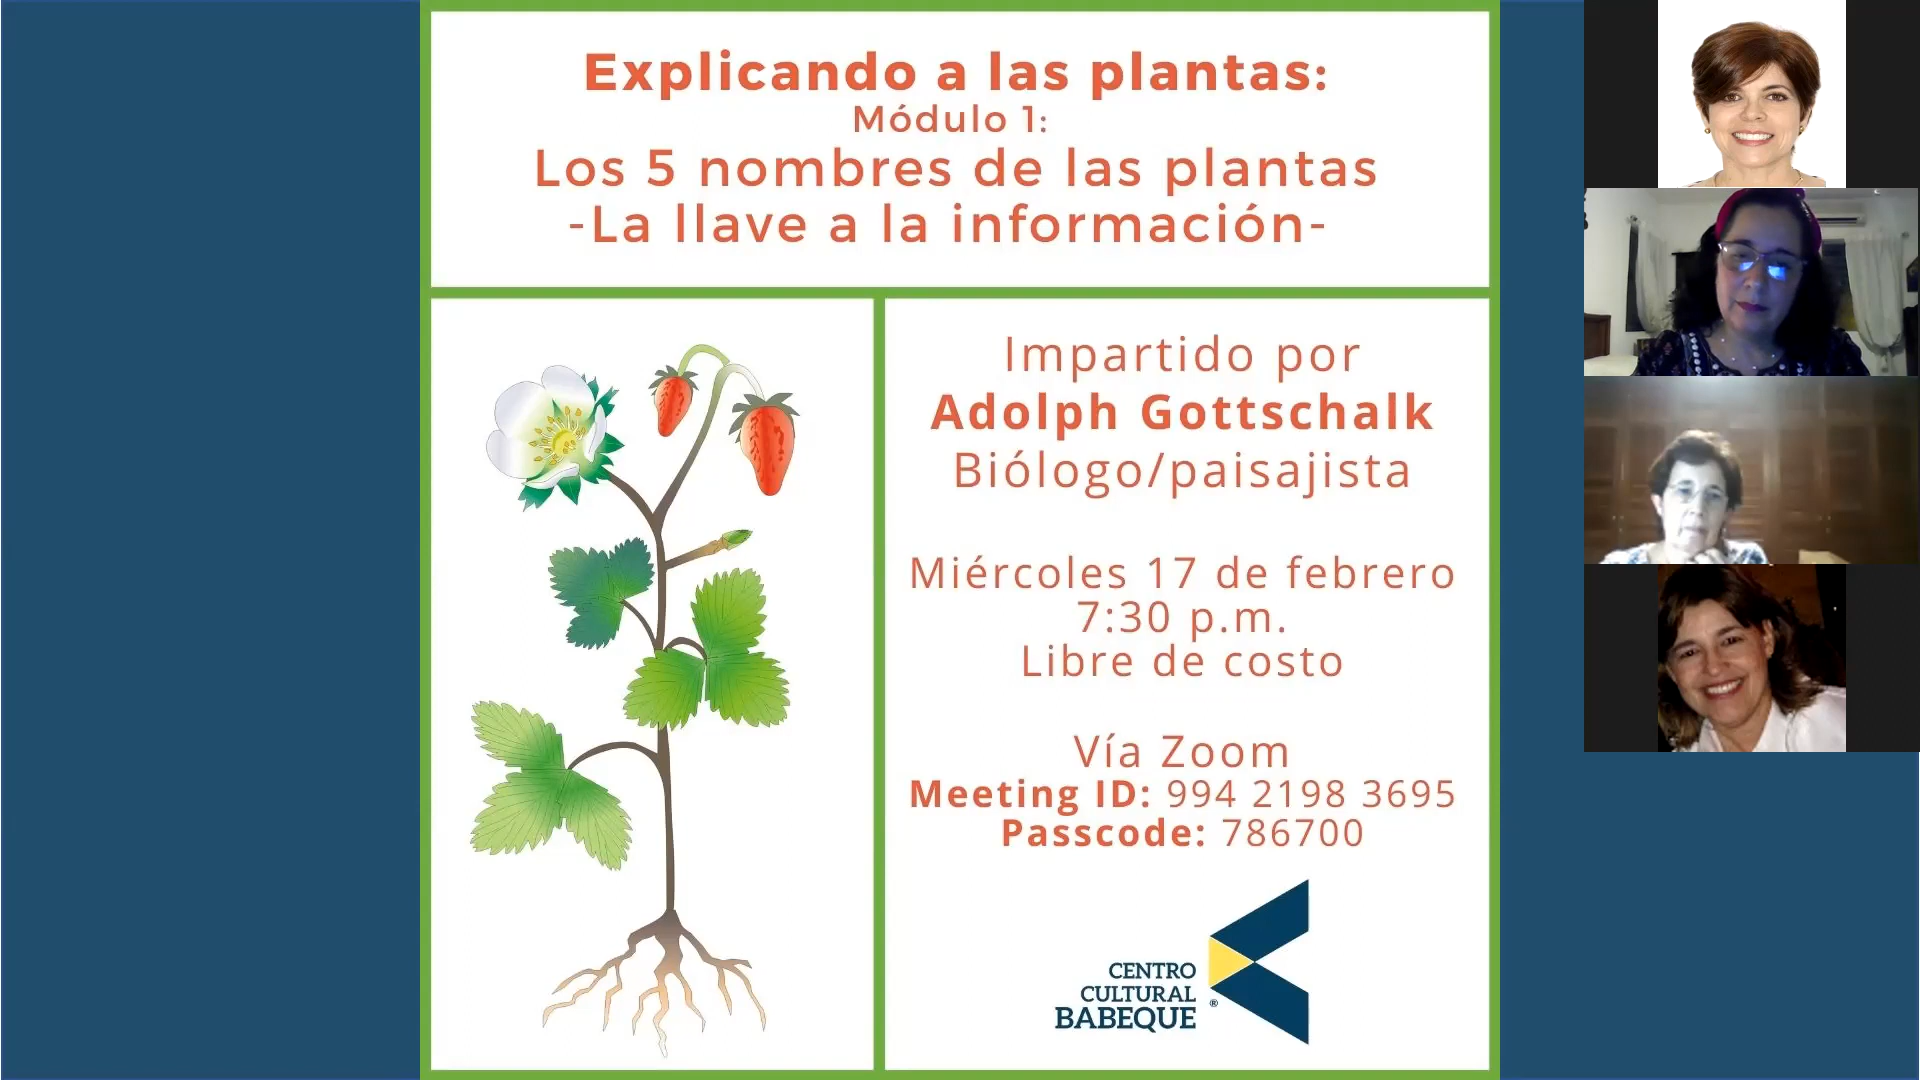 Explicando a las plantas:
Módulo 1:
Los 5 nombres de las plantas
-La llave a la información-
Impartido por
Adolph Gottschalk
Biólogo/paisajista
Miércoles 17 de febrero
7:30 p.m.
Libre de costo
Vía Zoom
Meeting ID: 994 2198 3695
Passcode: 786700
CENTRO
CULTURAL
BABEQUE ®